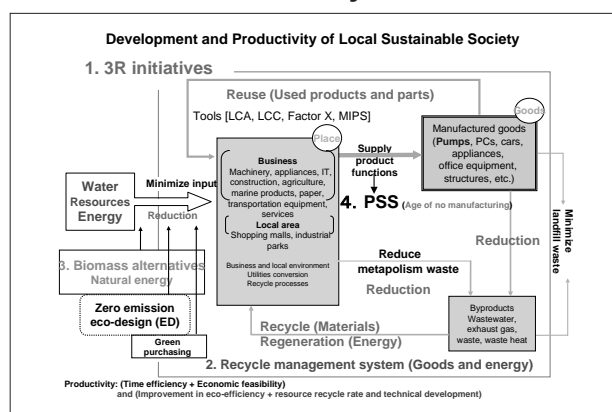 Development and Productivity of Local Sustainable Society
1. 3R initiatives
Reuse (Used products and parts)
Goods
Tools [LCA, LCC, Factor X, MIPS]
Place
Manufactured goods
(Pumps, PCs, cars,
appliances,
office equipment,
structures, etc.)
Business
Machinery, appliances, IT,
construction, agriculture,
marine products, paper,
transportation equipment,
services
Local area
Shopping malls, industrial
parks
Business and local environment
Utilities conversion
Recycle processes
Supply
product
functions
4. PSS (Age of no manufacturing)
Water
Resources
Energy
Minimize input
Reduction
Minimize
landfill waste
Reduction
3. Biomass alternatives
Natural energy
Reduce
metapolism waste
Reduction
Zero emission
eco-design (ED)
Green
purchasing
Byproducts
Wastewater,
exhaust gas,
waste, waste heat
Recycle (Materials)
Regeneration (Energy)
2. Recycle management system (Goods and energy)
Productivity: (Time efficiency + Economic feasibility)
and (Improvement in eco-efficiency + resource recycle rate and technical development)